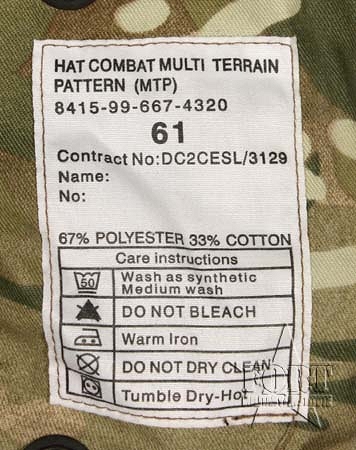 HAT COMBAT MULTI TERRAIN
PATTERN (MTP)
8415-99-667-4320
61
Contract No:DC2CESL/3129
Name:
No:
67% POLYESTER 33% COTTON
Care instructions
50 Wash as synthetic
Medium wash
DO NOT BLEACH
Warm Iron
DO NOT DRY CLEAN
Tumble Dry-Hot
FORT